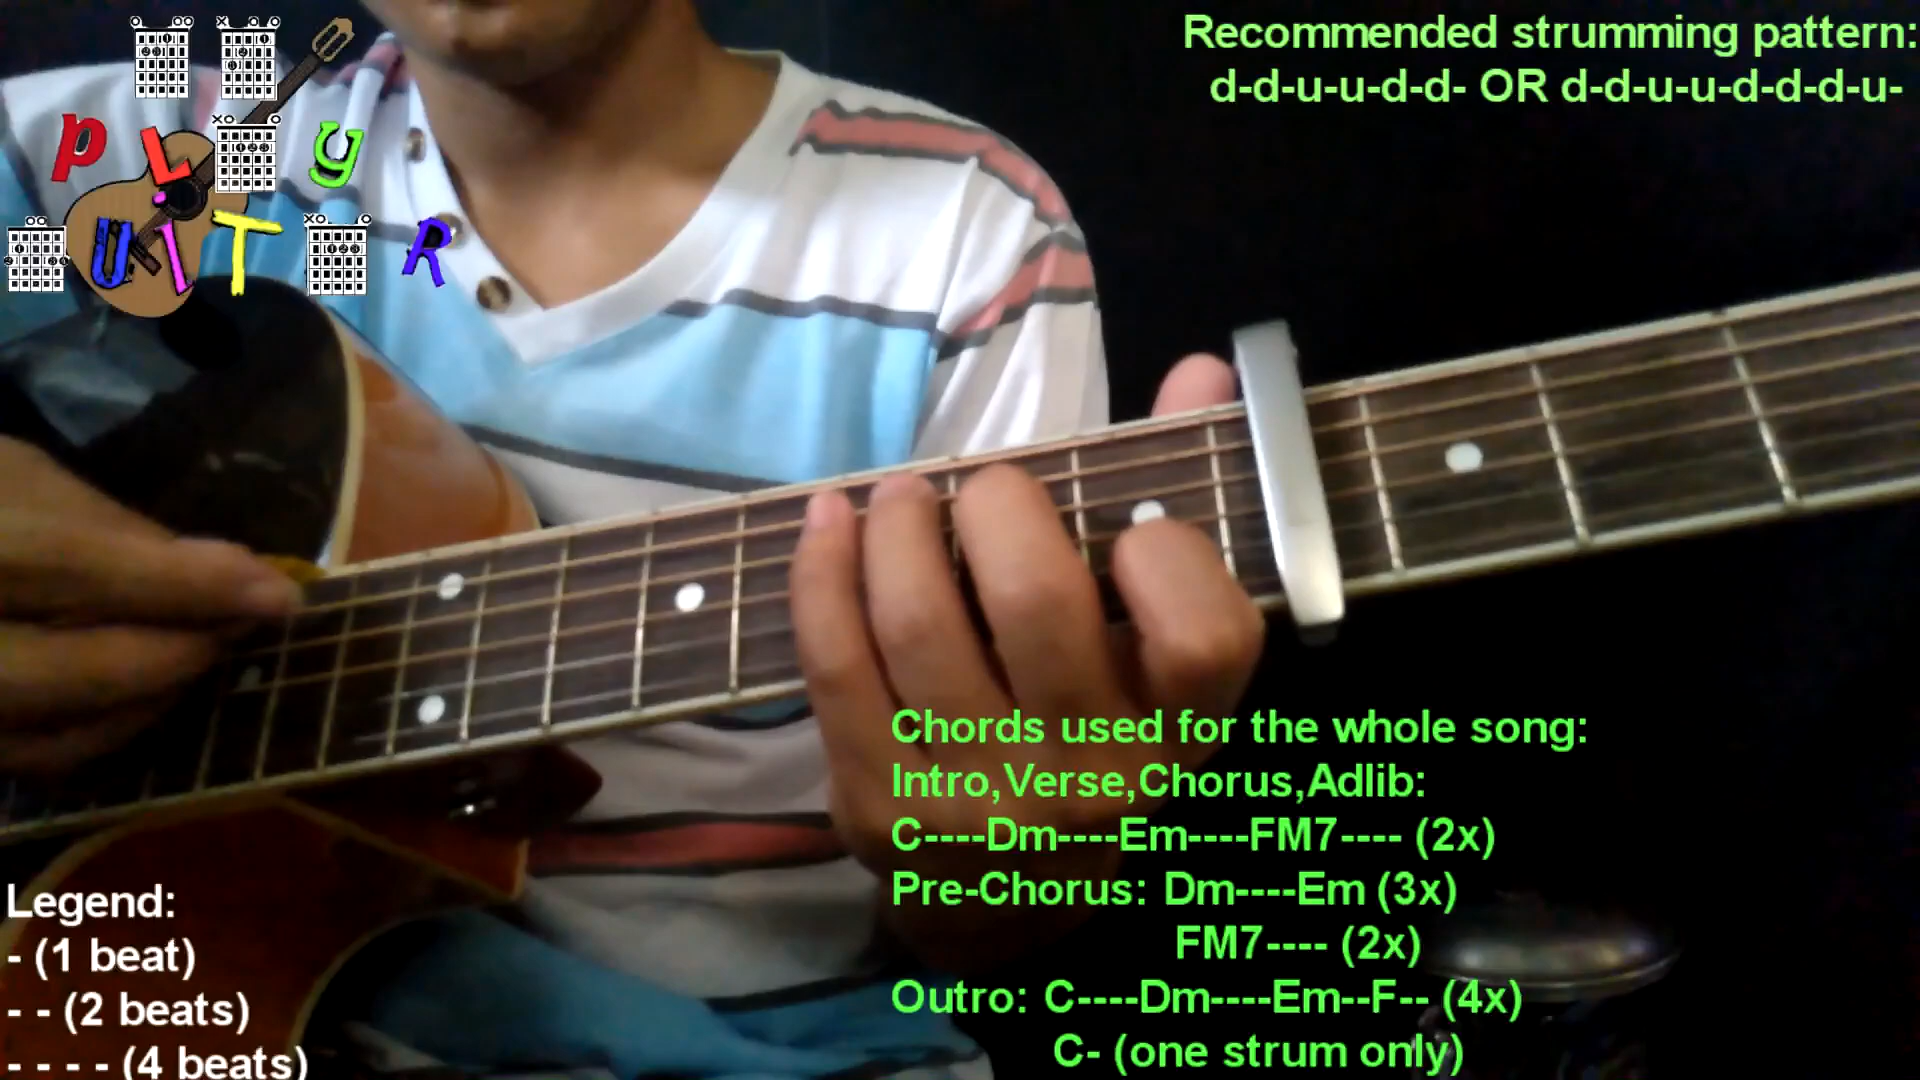 Recommended strumming pattern:
d-d-u-u-d-d- OR d-d-u-u-d-d-d-u-
PL Y
UiT R
Chords used for the whole song:
Intro,Verse,Chorus,Adlib:
C----Dm----Em----FM7---- (2x)
Pre-Chorus: Dm----Em (3x)
FM7---- (2x)
Outro: C----Dm----Em--F-- (4x)
C- (one strum only)
Legend:
- (1 beat)
- - (2 beats)
- - - - (4 beats)